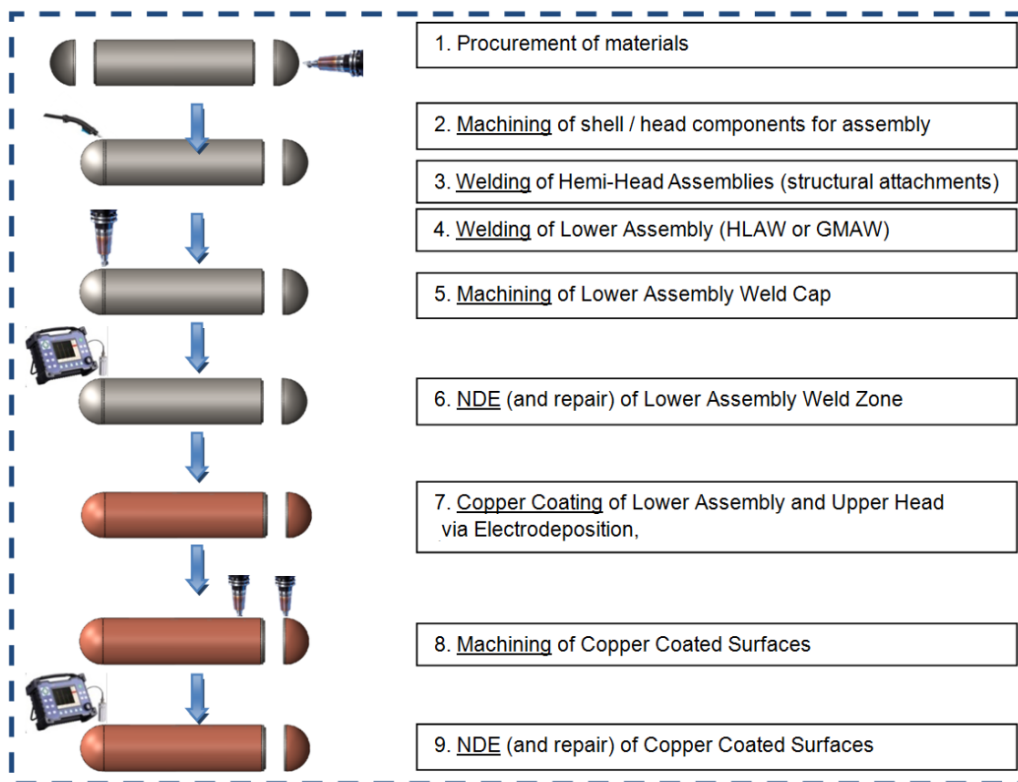 1. Procurement of materials
2. Machining of shell / head components for assembly
3. Welding of Hemi-Head Assemblies (structural attachments)
4. Welding of Lower Assembly (HLAW or GMAW)
5. Machining of Lower Assembly Weld Cap
6. NDE (and repair) of Lower Assembly Weld Zone
7. Copper Coating of Lower Assembly and Upper Head
via Electrodeposition,
8. Machining of Copper Coated Surfaces
9. NDE (and repair) of Copper Coated Surfaces